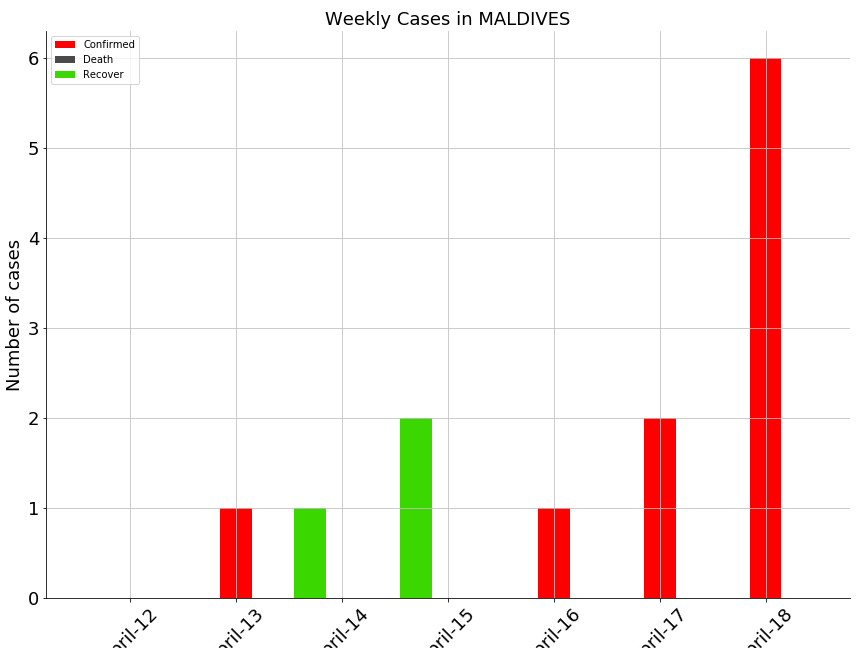 Weekly Cases in MALDIVES
Confirmed
Death
Recover
Number of cases
6
5
4
3
2
1
0
pril-12
pril-13
pril-14
pril-15
pril-16
pril-17
pril-18